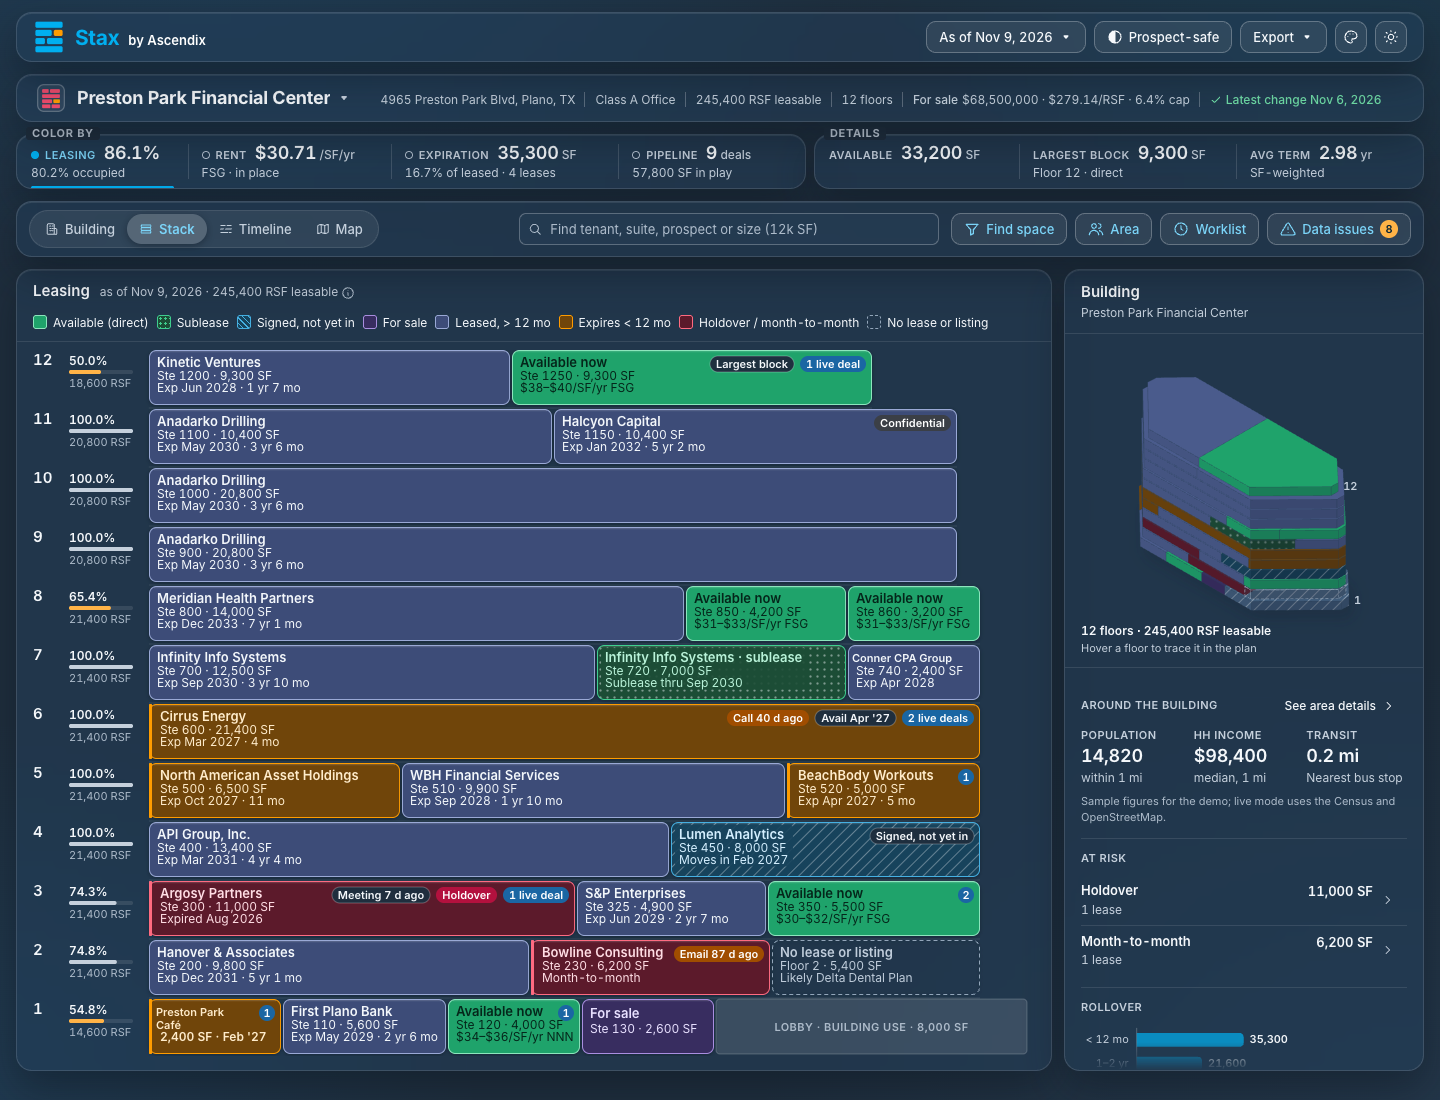 Stax by Ascendix
As of Nov 9, 2026
Prospect-safe
Export
Preston Park Financial Center
4965 Preston Park Blvd, Plano, TX
Class A Office
245,400 RSF leasable
12 floors
For sale $68,500,000 · $279.14/RSF · 6.4% cap
✓ Latest change Nov 6, 2026
COLOR BY
LEASING 86.1%
80.2% occupied
RENT $30.71 /SF/yr
FSG · in place
EXPIRATION 35,300 SF
16.7% of leased · 4 leases
PIPELINE 9 deals
57,800 SF in play
DETAILS
AVAILABLE 33,200 SF
LARGEST BLOCK 9,300 SF
Floor 12 · direct
AVG TERM 2.98 yr
SF-weighted
Building
Stack
Timeline
Map
Find tenant, suite, prospect or size (12k SF)
Find space
Area
Worklist
Data issues 8
Leasing as of Nov 9, 2026 · 245,400 RSF leasable
Available (direct)
Sublease
Signed, not yet in
For sale
Leased, > 12 mo
Expires < 12 mo
Holdover / month-to-month
No lease or listing
12
50.0%
18,600 RSF
Kinetic Ventures
Ste 1200 · 9,300 SF
Exp Jun 2028 · 1 yr 7 mo
Available now
Ste 1250 · 9,300 SF
$38–$40/SF/yr FSG
Largest block
1 live deal
11
100.0%
20,800 RSF
Anadarko Drilling
Ste 1100 · 10,400 SF
Exp May 2030 · 3 yr 6 mo
Halcyon Capital
Ste 1150 · 10,400 SF
Exp Jan 2032 · 5 yr 2 mo
Confidential
10
100.0%
20,800 RSF
Anadarko Drilling
Ste 1000 · 20,800 SF
Exp May 2030 · 3 yr 6 mo
9
100.0%
20,800 RSF
Anadarko Drilling
Ste 900 · 20,800 SF
Exp May 2030 · 3 yr 6 mo
8
65.4%
21,400 RSF
Meridian Health Partners
Ste 800 · 14,000 SF
Exp Dec 2033 · 7 yr 1 mo
Available now
Ste 850 · 4,200 SF
$31–$33/SF/yr FSG
Available now
Ste 860 · 3,200 SF
$31–$33/SF/yr FSG
7
100.0%
21,400 RSF
Infinity Info Systems
Ste 700 · 12,500 SF
Exp Sep 2030 · 3 yr 10 mo
Infinity Info Systems · sublease
Ste 720 · 7,000 SF
Sublease thru Sep 2030
Conner CPA Group
Ste 740 · 2,400 SF
Exp Apr 2028
6
100.0%
21,400 RSF
Cirrus Energy
Ste 600 · 21,400 SF
Exp Mar 2027 · 4 mo
Call 40 d ago
Avail Apr '27
2 live deals
5
100.0%
21,400 RSF
North American Asset Holdings
Ste 500 · 6,500 SF
Exp Oct 2027 · 11 mo
WBH Financial Services
Ste 510 · 9,900 SF
Exp Sep 2028 · 1 yr 10 mo
BeachBody Workouts
Ste 520 · 5,000 SF
Exp Apr 2027 · 5 mo
1
4
100.0%
21,400 RSF
API Group, Inc.
Ste 400 · 13,400 SF
Exp Mar 2031 · 4 yr 4 mo
Lumen Analytics
Ste 450 · 8,000 SF
Moves in Feb 2027
Signed, not yet in
3
74.3%
21,400 RSF
Argosy Partners
Ste 300 · 11,000 SF
Expired Aug 2026
Meeting 7 d ago
Holdover
1 live deal
S&P Enterprises
Ste 325 · 4,900 SF
Exp Jun 2029 · 2 yr 7 mo
Available now
Ste 350 · 5,500 SF
$30–$32/SF/yr FSG
2
2
74.8%
21,400 RSF
Hanover & Associates
Ste 200 · 9,800 SF
Exp Dec 2031 · 5 yr 1 mo
Bowline Consulting
Ste 230 · 6,200 SF
Month-to-month
Email 87 d ago
No lease or listing
Floor 2 · 5,400 SF
Likely Delta Dental Plan
1
54.8%
14,600 RSF
Preston Park
Café
2,400 SF · Feb '27
1
First Plano Bank
Ste 110 · 5,600 SF
Exp May 2029 · 2 yr 6 mo
Available now
Ste 120 · 4,000 SF
$34–$36/SF/yr NNN
1
For sale
Ste 130 · 2,600 SF
LOBBY · BUILDING USE · 8,000 SF
Building
Preston Park Financial Center
12
1
12 floors · 245,400 RSF leasable
Hover a floor to trace it in the plan
AROUND THE BUILDING
See area details
POPULATION
14,820
within 1 mi
HH INCOME
$98,400
median, 1 mi
TRANSIT
0.2 mi
Nearest bus stop
Sample figures for the demo; live mode uses the Census and
OpenStreetMap.
AT RISK
Holdover
1 lease
11,000 SF
Month-to-month
1 lease
6,200 SF
ROLLOVER
< 12 mo 35,300
1–2 yr 21,600